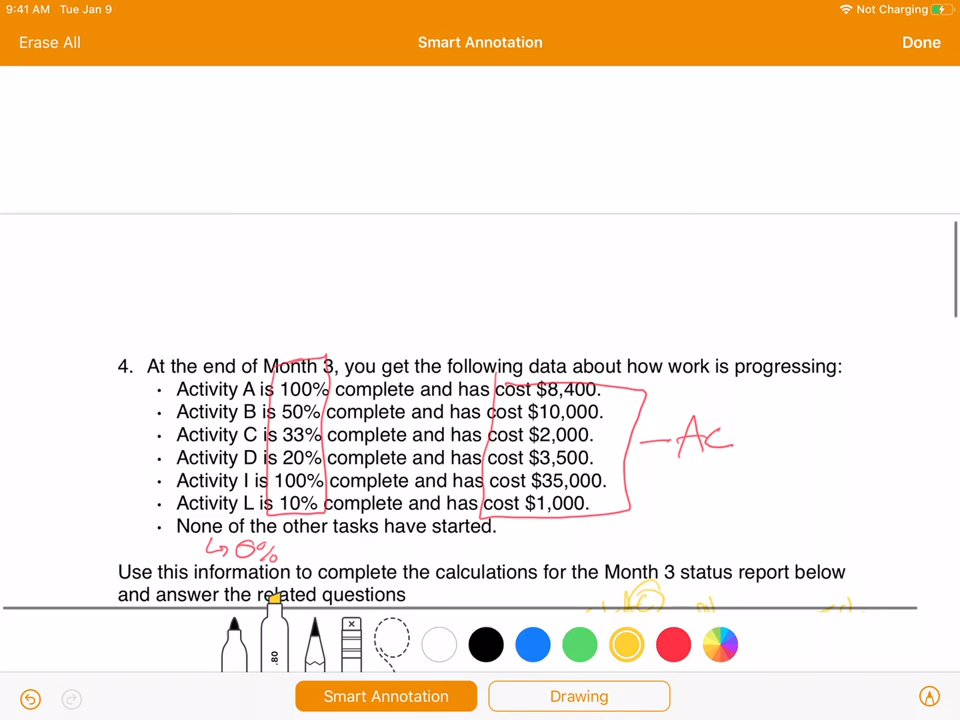 9:41 AM Tue Jan 9 Not Charging
Erase All Smart Annotation Done
4. At the end of Month 3, you get the following data about how work is progressing:
• Activity A is 100% complete and has cost $8,400.
• Activity B is 50% complete and has cost $10,000.
• Activity C is 33% complete and has cost $2,000.
• Activity D is 20% complete and has cost $3,500.
• Activity I is 100% complete and has cost $35,000.
• Activity L is 10% complete and has cost $1,000.
• None of the other tasks have started.
AC
0%
Use this information to complete the calculations for the Month 3 status report below
and answer the related questions
.80
Smart Annotation Drawing